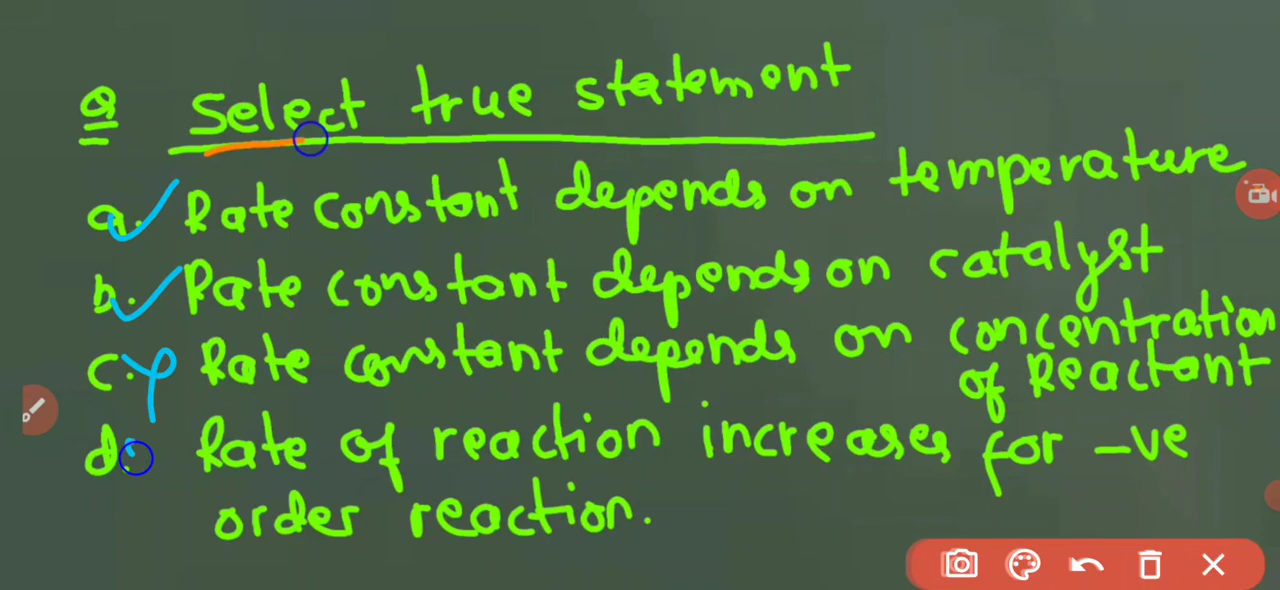 Q Select true statement
a. Rate constant depends on temperature
b. Rate constant depends on catalyst
c. Rate constant depends on concentration
of Reactant
d. Rate of reaction increases for -ve
order reaction.